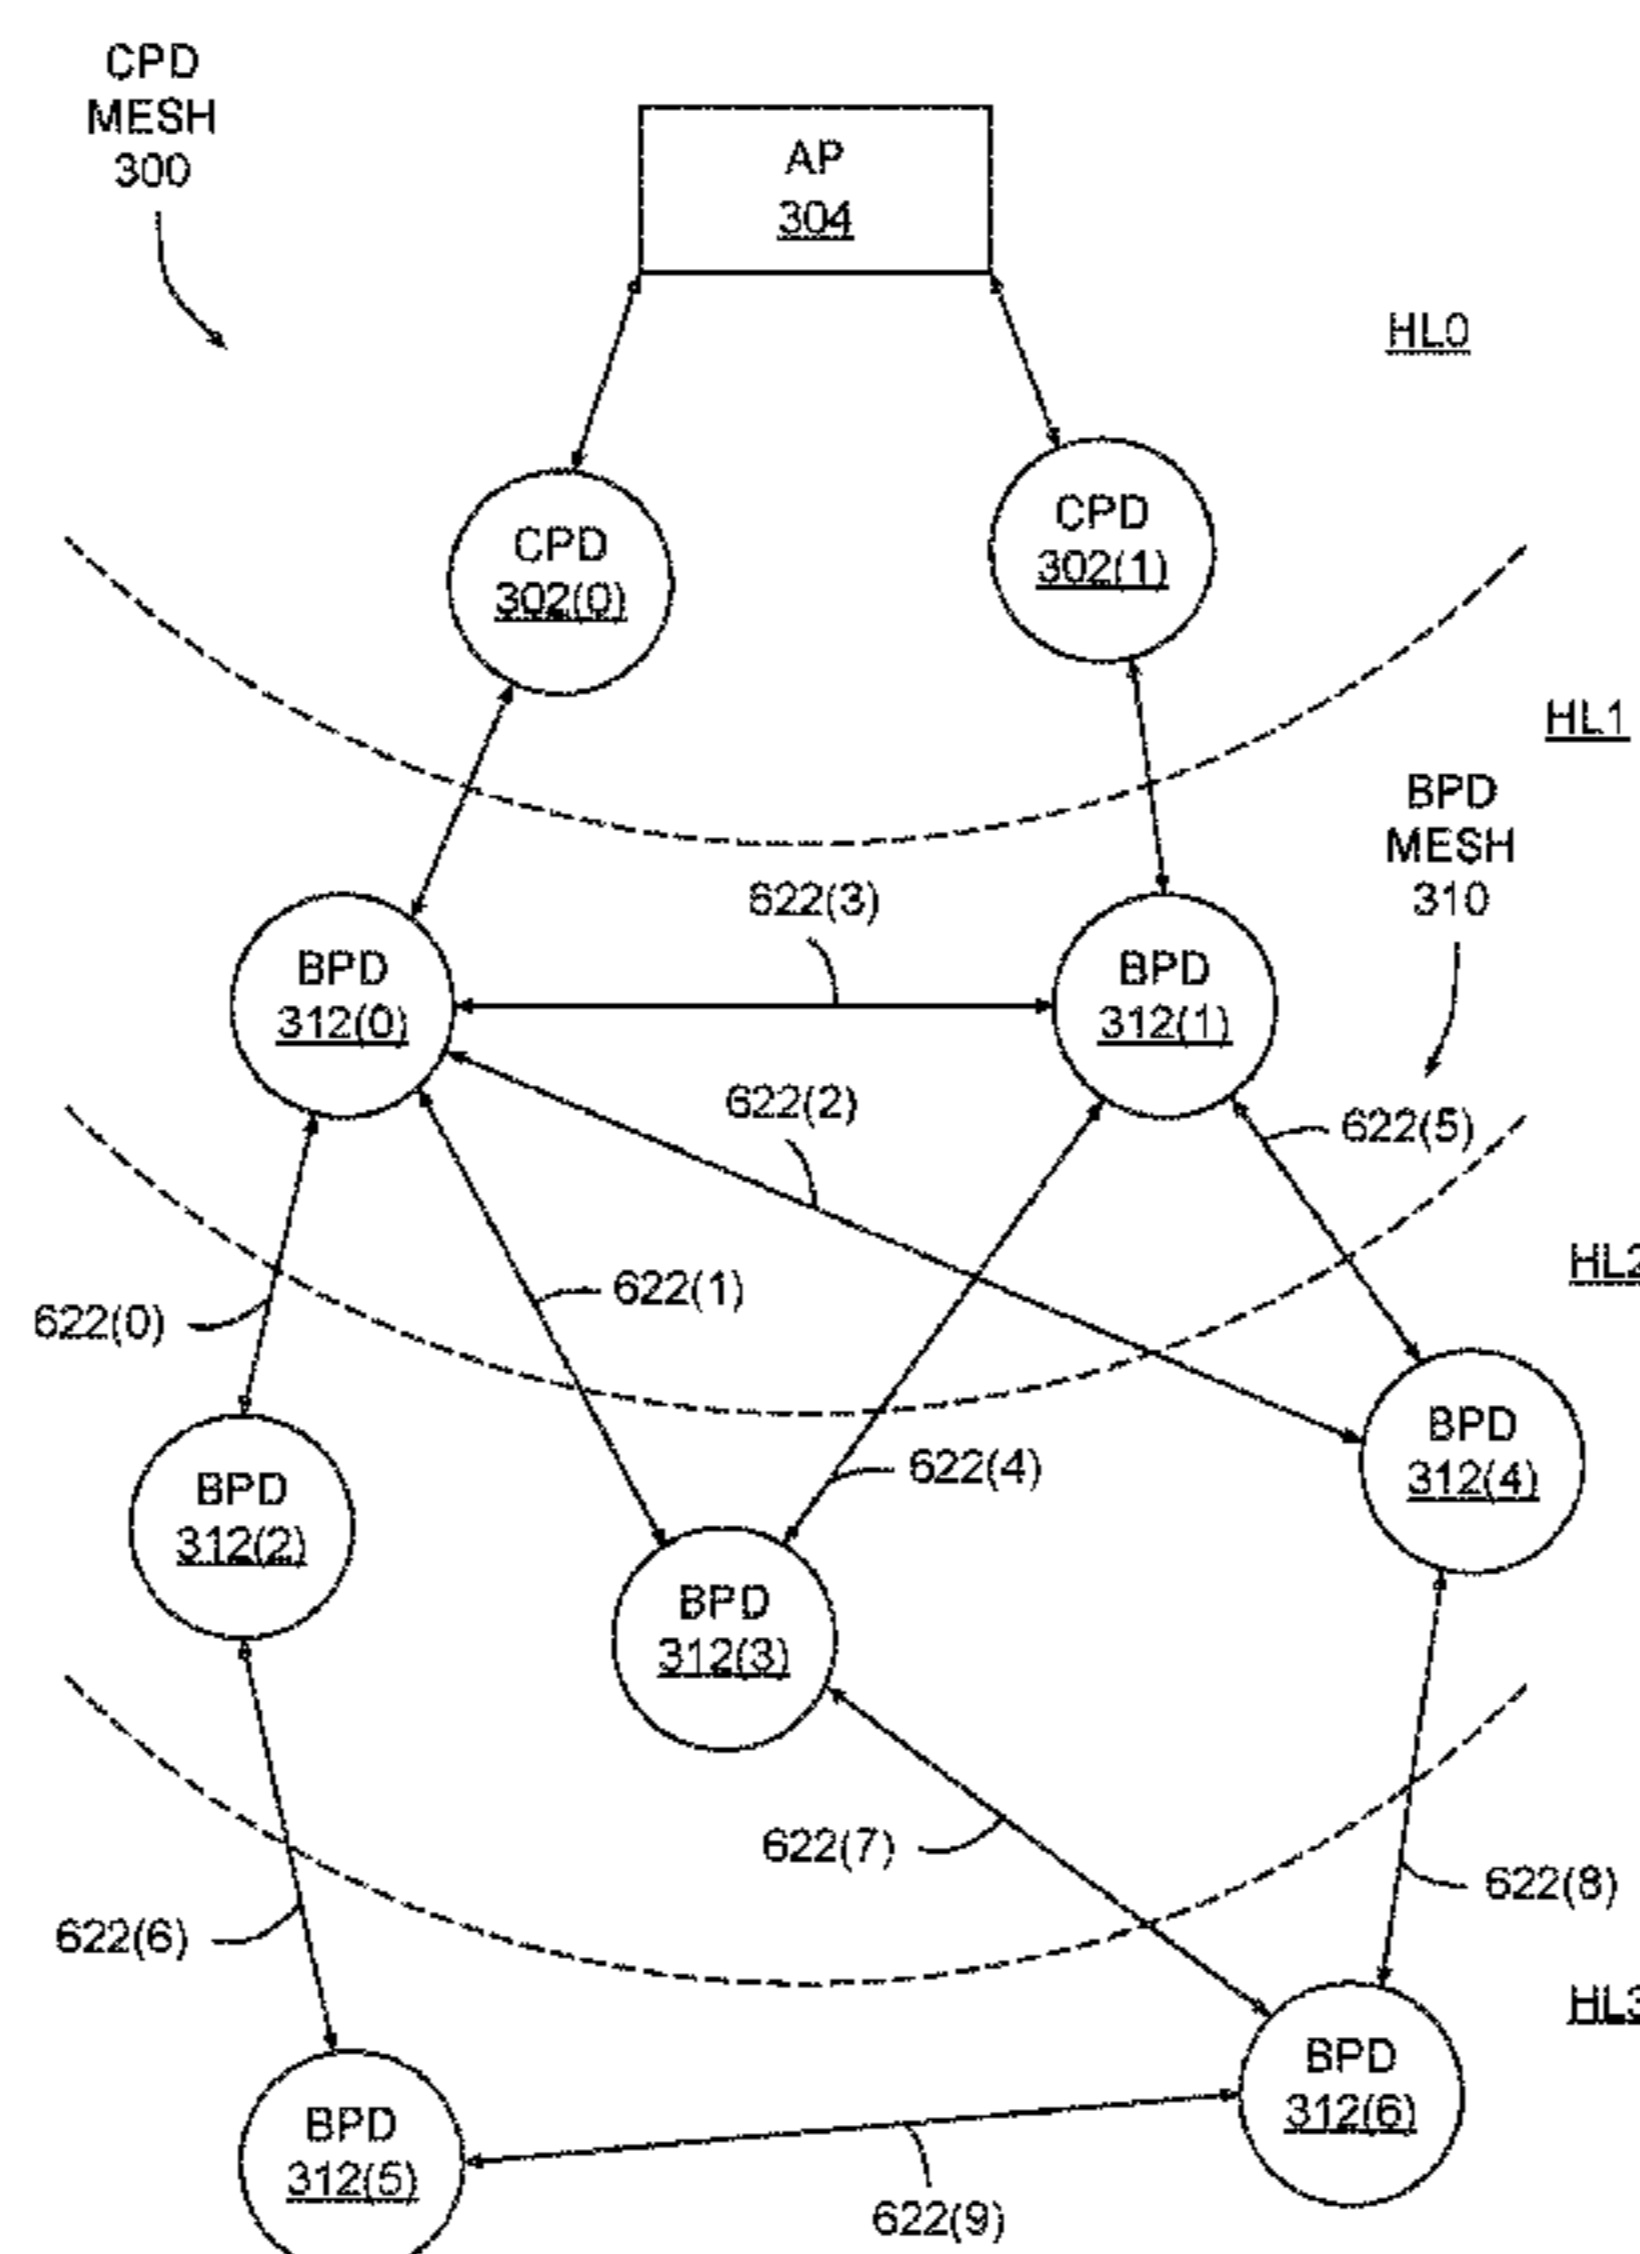 CPD
MESH
300
AP
304
HL0
CPD
302(0)
CPD
302(1)
HL1
BPD
MESH
310
622(3)
BPD
312(0)
BPD
312(1)
622(2)
622(5)
622(1)
HL2
622(0)
BPD
312(4)
622(4)
BPD
312(2)
BPD
312(3)
622(7)
622(8)
622(6)
HL3
BPD
312(6)
BPD
312(5)
622(9)